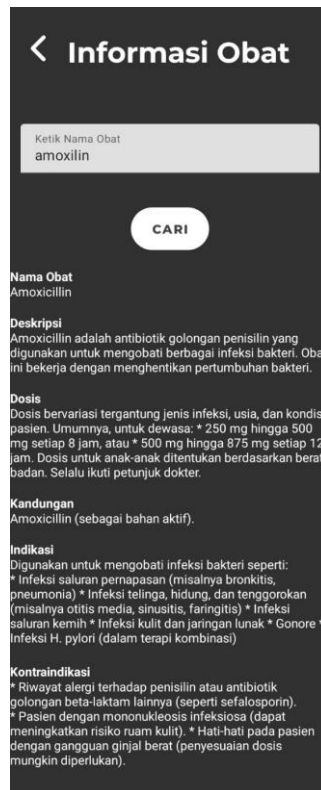 Informasi Obat
Ketik Nama Obat
amoxilin
CARI
Nama Obat
Amoxicillin
Deskripsi
Amoxicillin adalah antibiotik golongan penisilin yang
digunakan untuk mengobati berbagai infeksi bakteri. Oba
ini bekerja dengan menghentikan pertumbuhan bakteri.
Dosis
Dosis bervariasi tergantung jenis infeksi, usia, dan kondis
pasien. Umumnya, untuk dewasa: * 250 mg hingga 500
mg setiap 8 jam, atau * 500 mg hingga 875 mg setiap 12
jam. Dosis untuk anak-anak ditentukan berdasarkan berat
badan. Selalu ikuti petunjuk dokter.
Kandungan
Amoxicillin (sebagai bahan aktif).
Indikasi
Digunakan untuk mengobati infeksi bakteri seperti:
* Infeksi saluran pernapasan (misalnya bronkitis,
pneumonia) * Infeksi telinga, hidung, dan tenggorokan
(misalnya otitis media, sinusitis, faringitis) * Infeksi
saluran kemih * Infeksi kulit dan jaringan lunak * Gonore *
Infeksi H. pylori (dalam terapi kombinasi)
Kontraindikasi
* Riwayat alergi terhadap penisilin atau antibiotik
golongan beta-laktam lainnya (seperti sefalosporin).
* Pasien dengan mononukleosis infeksiosa (dapat
meningkatkan risiko ruam kulit). * Hati-hati pada pasien
dengan gangguan ginjal berat (penyesuaian dosis
mungkin diperlukan).